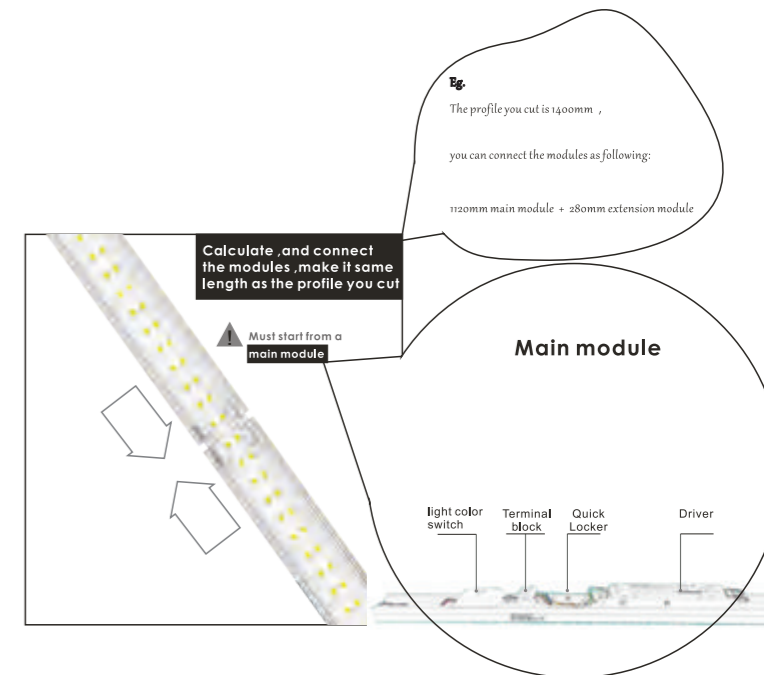 Eg.
The profile you cut is 1400mm ,
you can connect the modules as following:
1120mm main module + 280mm extension module
Calculate ,and connect
the modules ,make it same
length as the profile you cut
! Must start from a
main module
Main module
light color
switch
Terminal
block
Quick
Locker
Driver